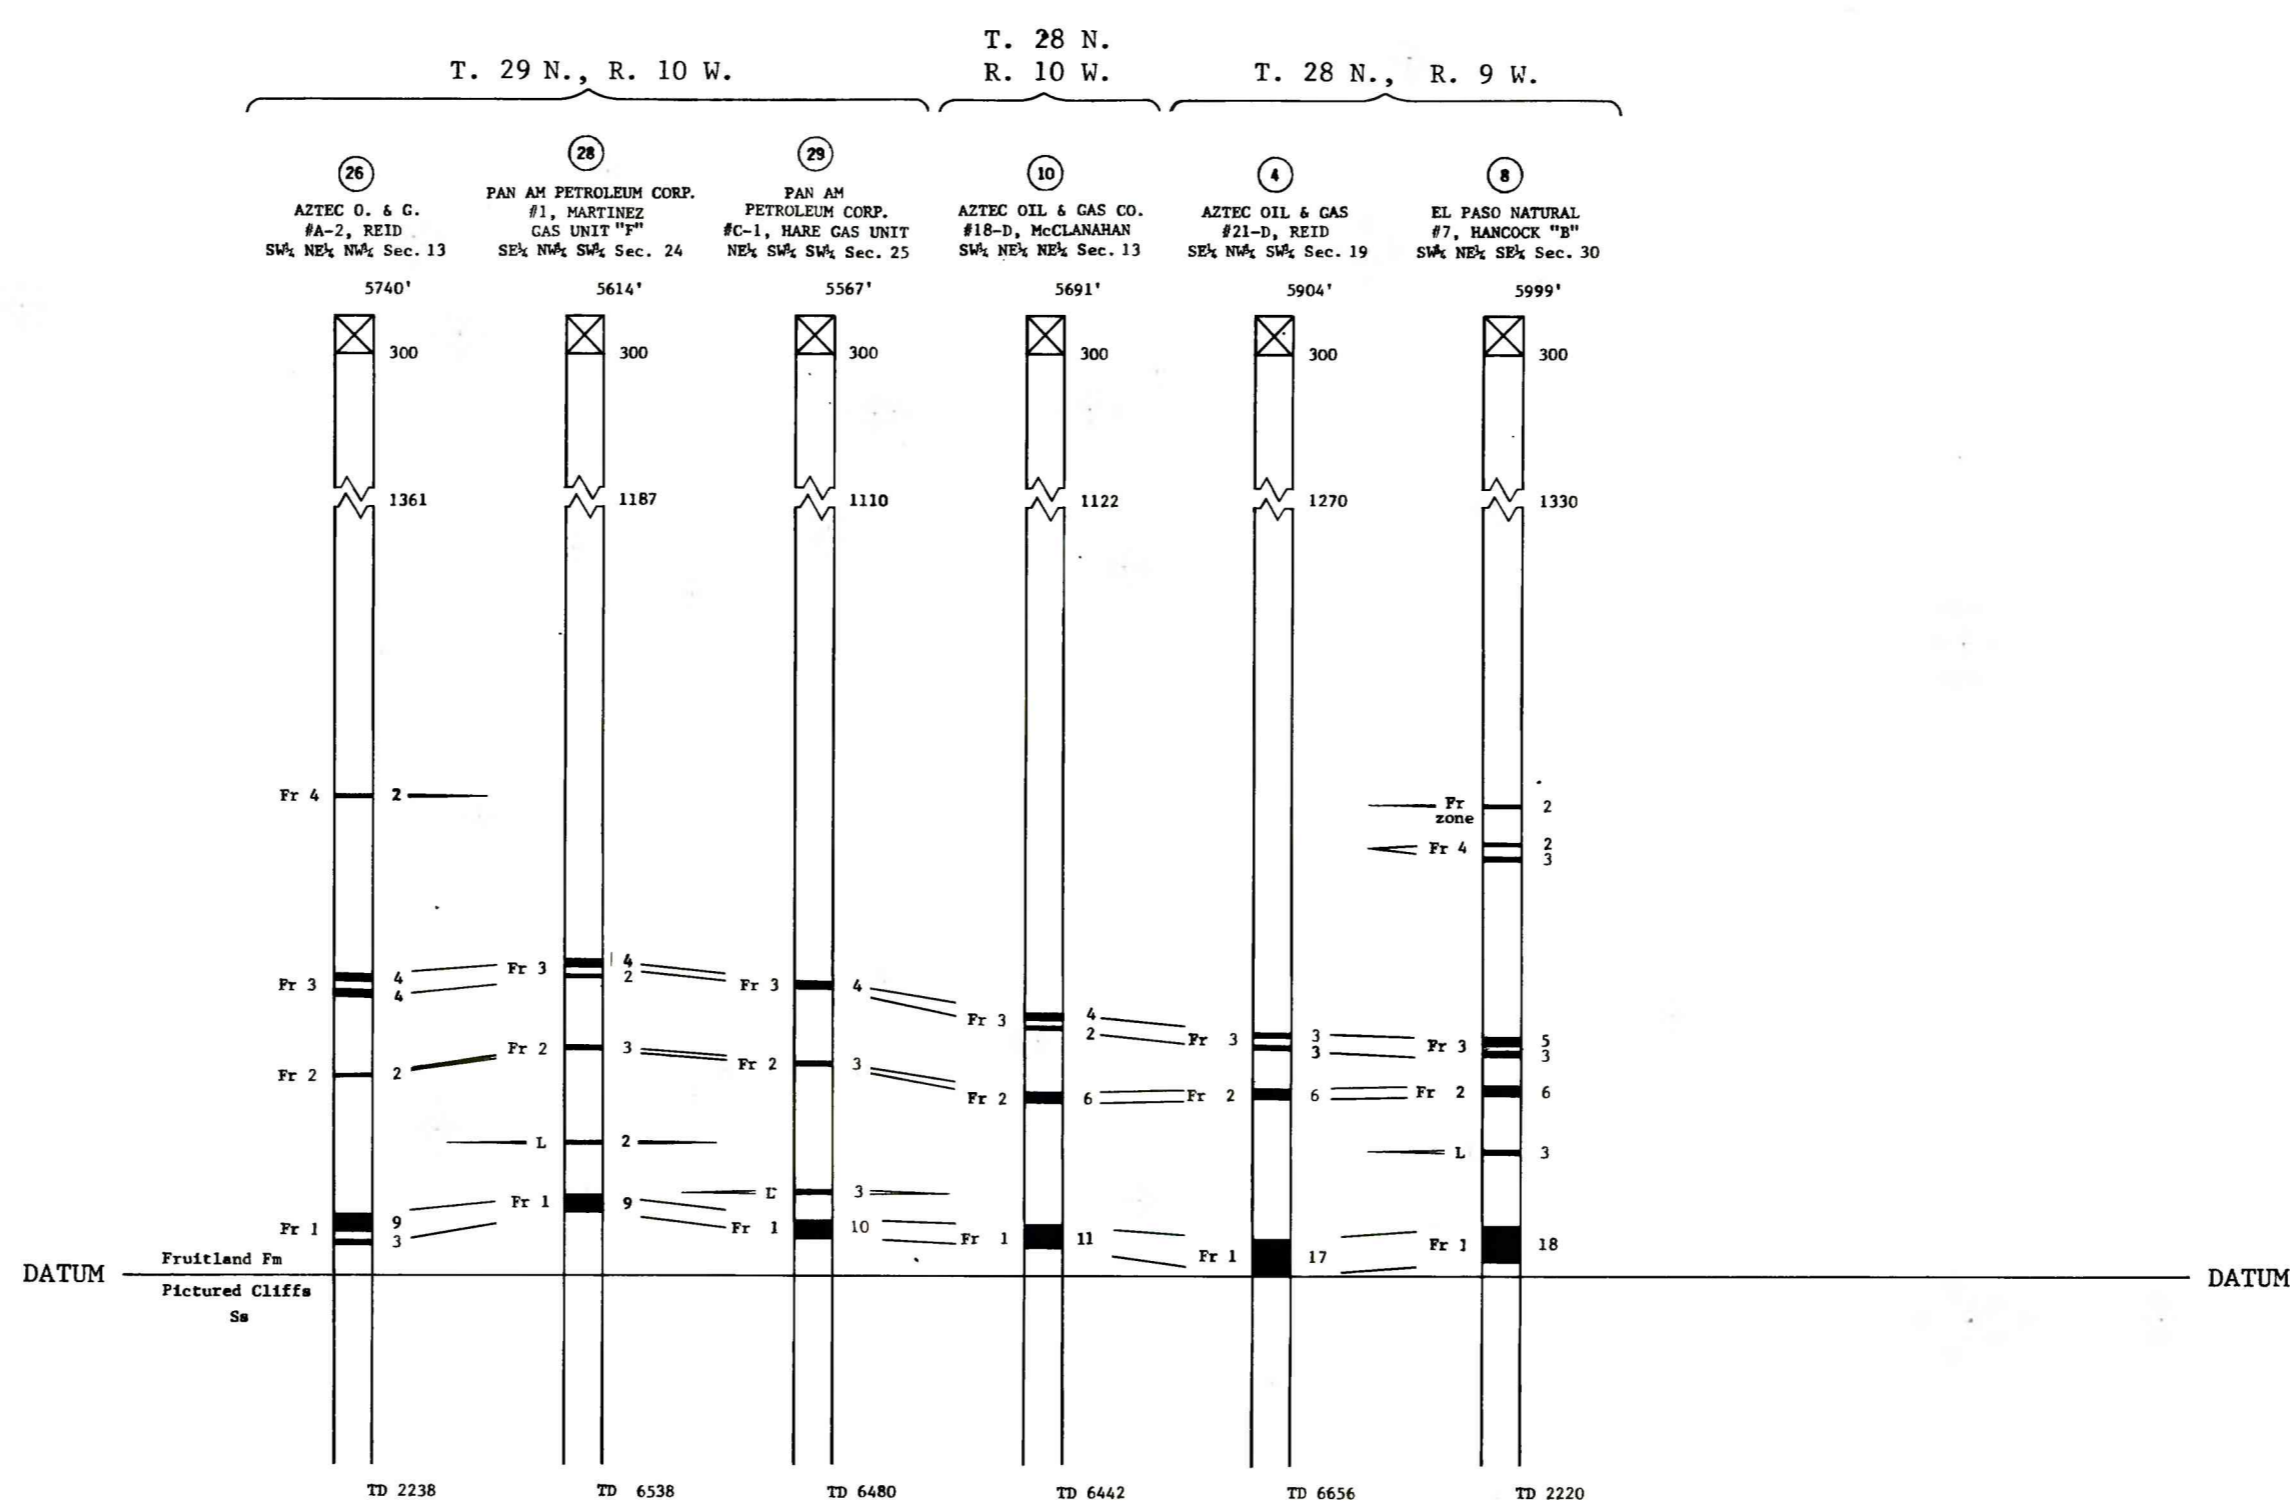 T. 29 N., R. 10 W.
T. 28 N.
R. 10 W.
T. 28 N., R. 9 W.
26
AZTEC O. & G.
#A-2, REID
SW¼ NE¼ NW¼ Sec. 13
5740'
28
PAN AM PETROLEUM CORP.
#1, MARTINEZ
GAS UNIT "F"
SE¼ NW¼ SW¼ Sec. 24
5614'
29
PAN AM
PETROLEUM CORP.
#C-1, HARE GAS UNIT
NE¼ SW¼ SW¼ Sec. 25
5567'
10
AZTEC OIL & GAS CO.
#18-D, McCLANAHAN
SW¼ NE¼ NE¼ Sec. 13
5691'
4
AZTEC OIL & GAS
#21-D, REID
SE¼ NW¼ SW¼ Sec. 19
5904'
8
EL PASO NATURAL
#7, HANCOCK "B"
SW¼ NE¼ SE¼ Sec. 30
5999'
300 300 300 300 300 300
1361 1187 1110 1122 1270 1330
Fr 4 2
Fr 3 4
4
Fr 2 2
Fr 1 9
3
Fr 3 4
2
Fr 2 3
L 2
Fr 1 9
Fr 3 4
Fr 2 3
L 3
Fr 1 10
Fr 3 4
2
Fr 2 6
Fr 1 11
Fr 3 3
3
Fr 2 6
Fr 1 17
Fr 2
zone
Fr 4 2
3
Fr 3 5
3
Fr 2 6
L 3
Fr 1 18
Fruitland Fm
DATUM DATUM
Pictured Cliffs
Ss
TD 2238 TD 6538 TD 6480 TD 6442 TD 6656 TD 2220